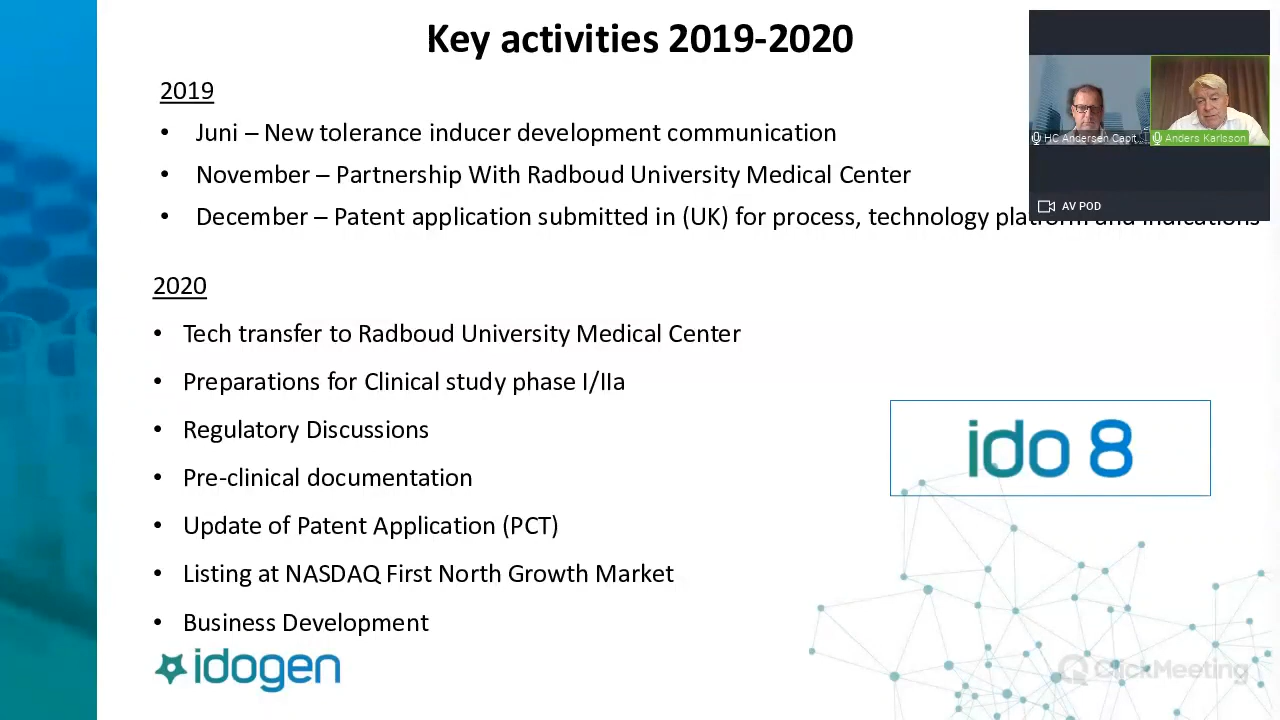 Key activities 2019-2020
2019
• Juni – New tolerance inducer development communication
• November – Partnership With Radboud University Medical Center
• December – Patent application submitted in (UK) for process, technology platform and indications
HC Andersen Capit
Anders Karlsson
AV POD
2020
• Tech transfer to Radboud University Medical Center
• Preparations for Clinical study phase I/IIa
• Regulatory Discussions
• Pre-clinical documentation
• Update of Patent Application (PCT)
• Listing at NASDAQ First North Growth Market
• Business Development
ido 8
idogen
ClickMeeting